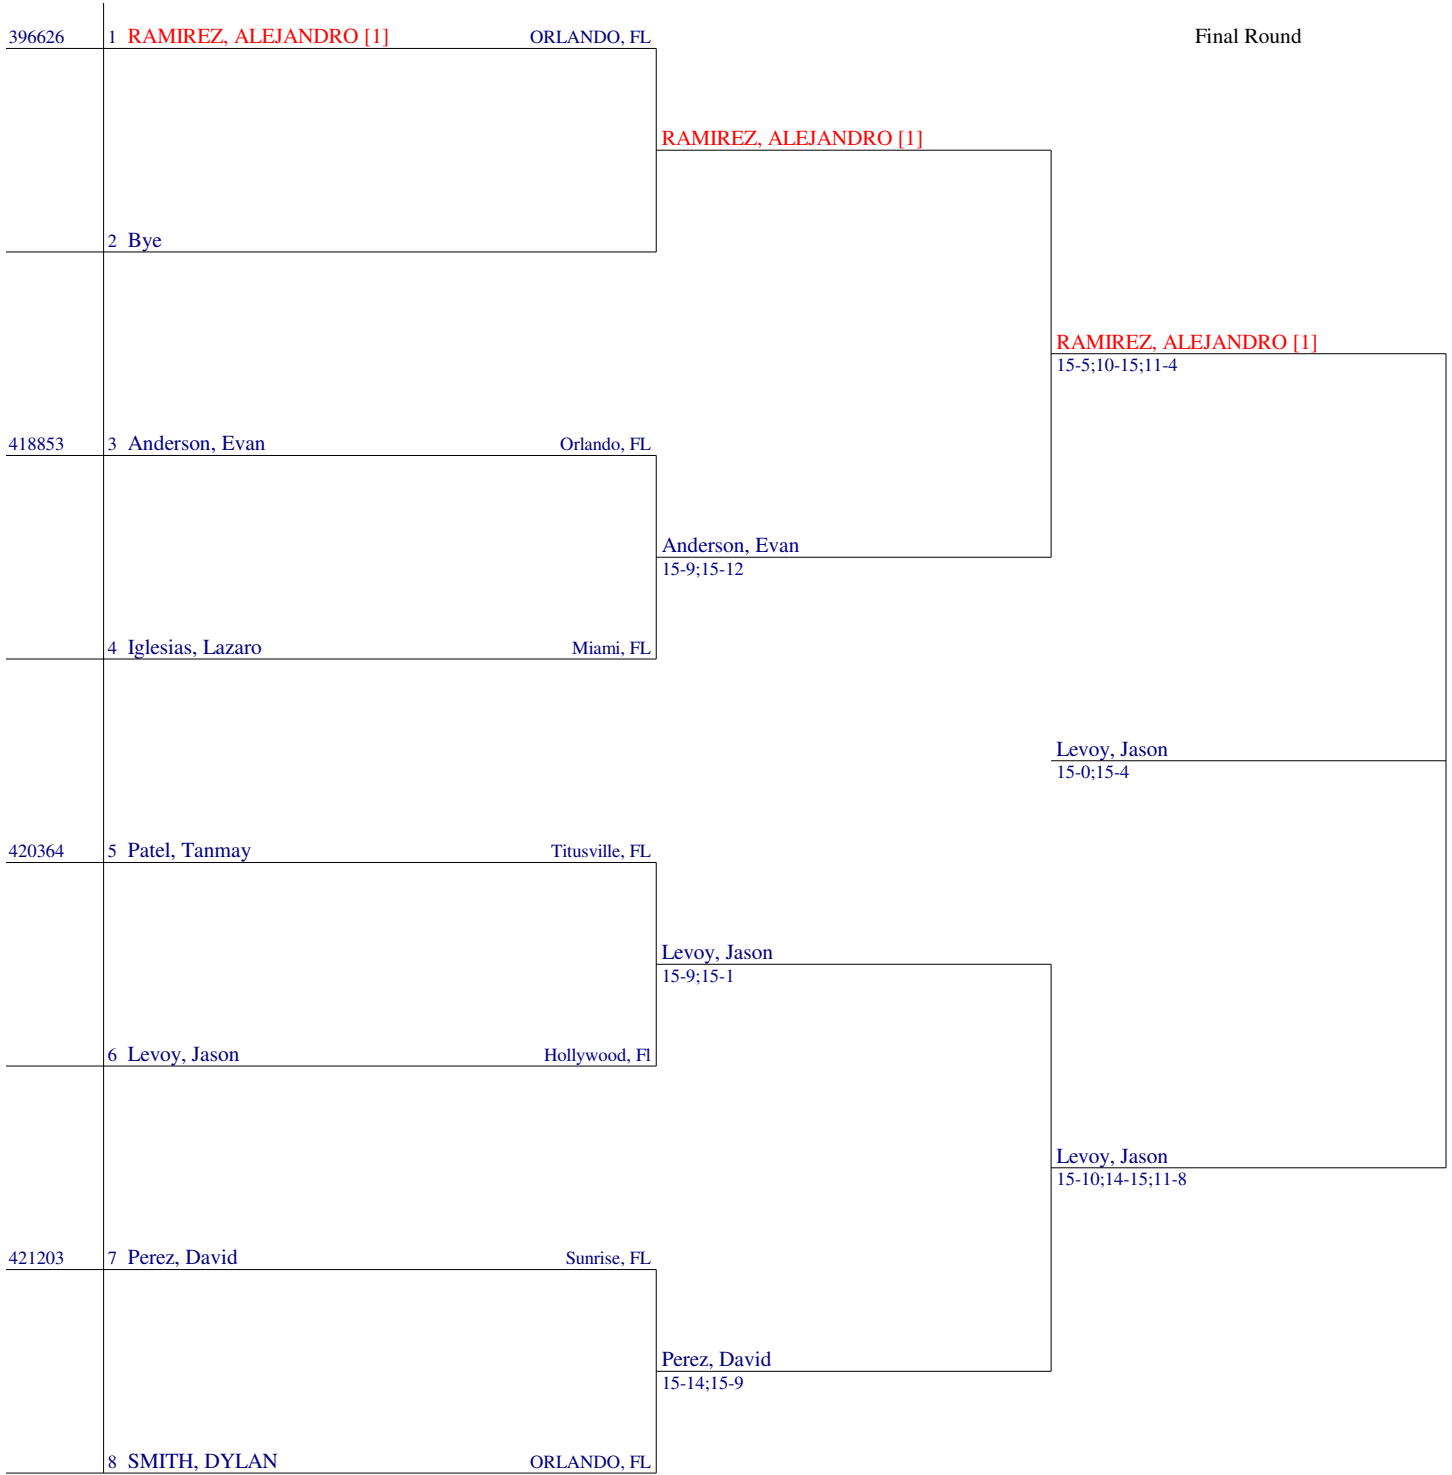 396626 1 RAMIREZ, ALEJANDRO [1] ORLANDO, FL Final Round
RAMIREZ, ALEJANDRO [1]
2 Bye
RAMIREZ, ALEJANDRO [1]
15-5;10-15;11-4
418853 3 Anderson, Evan Orlando, FL
Anderson, Evan
15-9;15-12
4 Iglesias, Lazaro Miami, FL
Levoy, Jason
15-0;15-4
420364 5 Patel, Tanmay Titusville, FL
Levoy, Jason
15-9;15-1
6 Levoy, Jason Hollywood, Fl
Levoy, Jason
15-10;14-15;11-8
421203 7 Perez, David Sunrise, FL
Perez, David
15-14;15-9
8 SMITH, DYLAN ORLANDO, FL